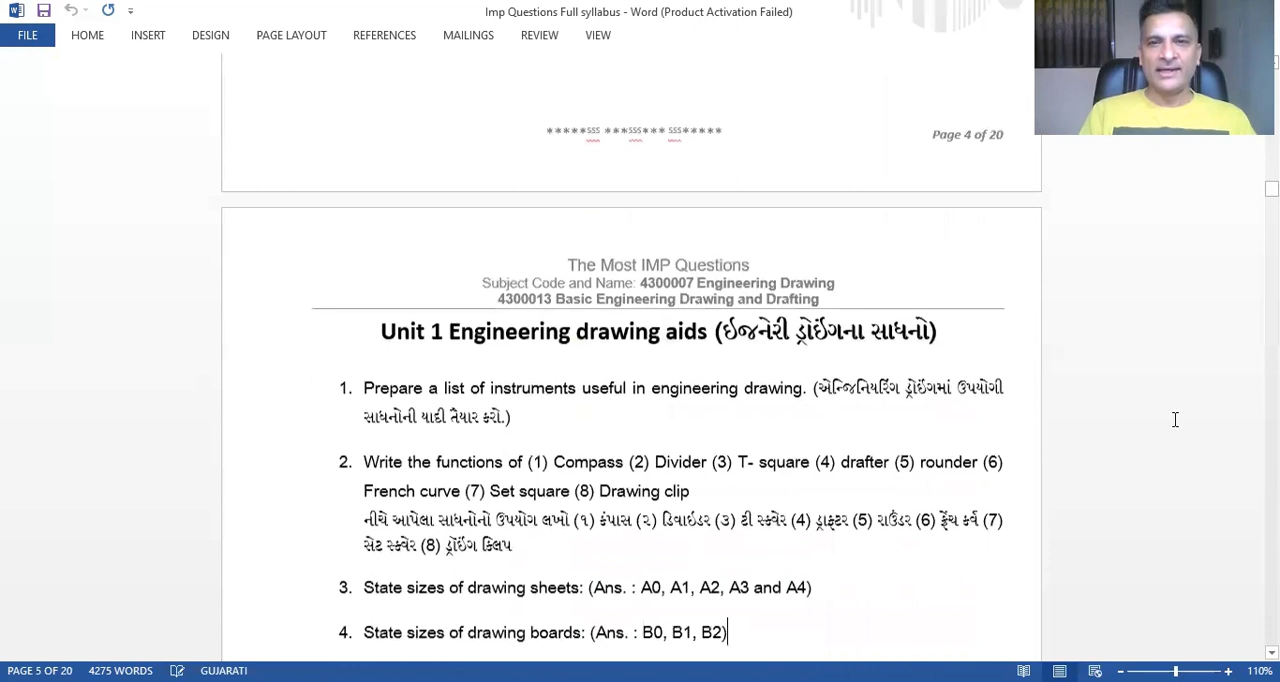 Imp Questions Full syllabus - Word (Product Activation Failed)
FILE HOME INSERT DESIGN PAGE LAYOUT REFERENCES MAILINGS REVIEW VIEW
*****sss ***sss*** sss***** Page 4 of 20
The Most IMP Questions
Subject Code and Name: 4300007 Engineering Drawing
4300013 Basic Engineering Drawing and Drafting
Unit 1 Engineering drawing aids (ઇજનેરી ડ્રોઇંગના સાધનો)
1. Prepare a list of instruments useful in engineering drawing. (એન્જિનિયરિંગ ડ્રોઇંગમાં ઉપયોગી
સાધનોની યાદી તૈયાર કરો.)
2. Write the functions of (1) Compass (2) Divider (3) T- square (4) drafter (5) rounder (6)
French curve (7) Set square (8) Drawing clip
નીચે આપેલા સાધનોનો ઉપયોગ લખો (૧) કંપાસ (૨) ડિવાઇડર (૩) ટી સ્ક્વેર (4) ડ્રાફ્ટર (5) રાઉંડર (6) ફ્રેંચ કર્વ (7)
સેટ સ્ક્વેર (8) ડ્રોઇંગ ક્લિપ
3. State sizes of drawing sheets: (Ans. : A0, A1, A2, A3 and A4)
4. State sizes of drawing boards: (Ans. : B0, B1, B2)
PAGE 5 OF 20 4275 WORDS GUJARATI 110%